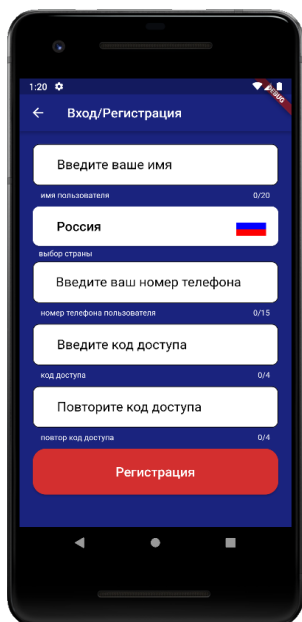 1:20
DEBUG
Вход/Регистрация
Введите ваше имя
имя пользователя 0/20
Россия
выбор страны
Введите ваш номер телефона
номер телефона пользователя 0/15
Введите код доступа
код доступа 0/4
Повторите код доступа
повтор код доступа 0/4
Регистрация